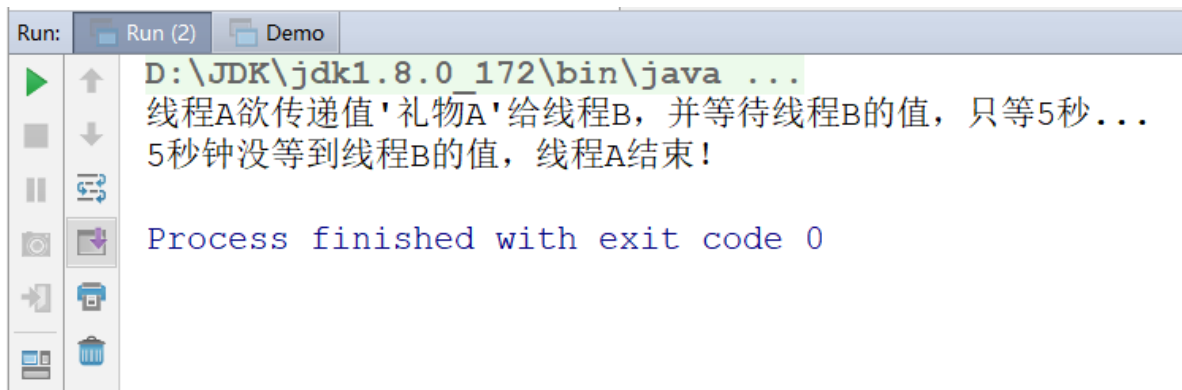 Run: Run (2) Demo
D:\JDK\jdk1.8.0_172\bin\java ...
线程A欲传递值'礼物A'给线程B，并等待线程B的值，只等5秒...
5秒钟没等到线程B的值，线程A结束！
Process finished with exit code 0